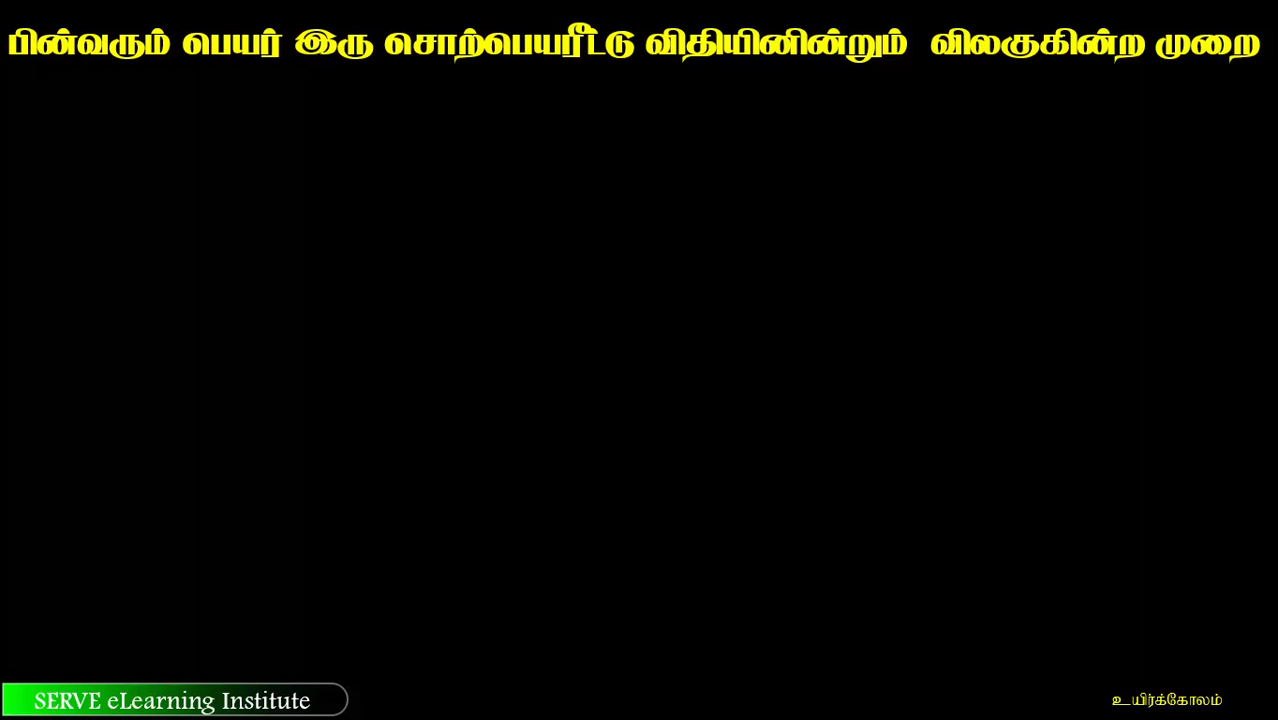 பின்வரும் பெயர் இரு சொற்பெயரீட்டு விதியினின்றும் விலகுகின்ற முறை
SERVE eLearning Institute
உயிர்க்கோலம்